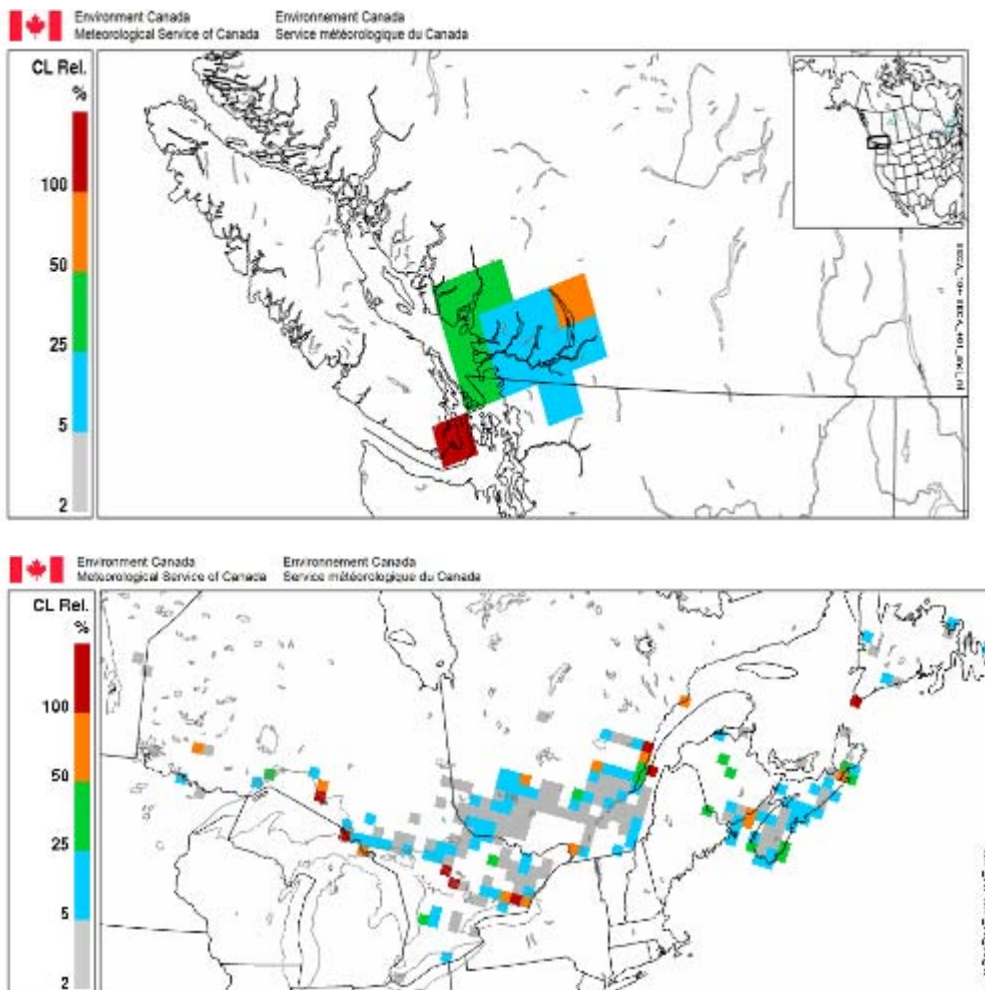 Environment Canada Environnement Canada
Meteorological Service of Canada Service météorologique du Canada
CL Rel.
%
100
50
25
5
2
Environment Canada Environnement Canada
Meteorological Service of Canada Service météorologique du Canada
CL Rel.
%
100
50
25
5
2